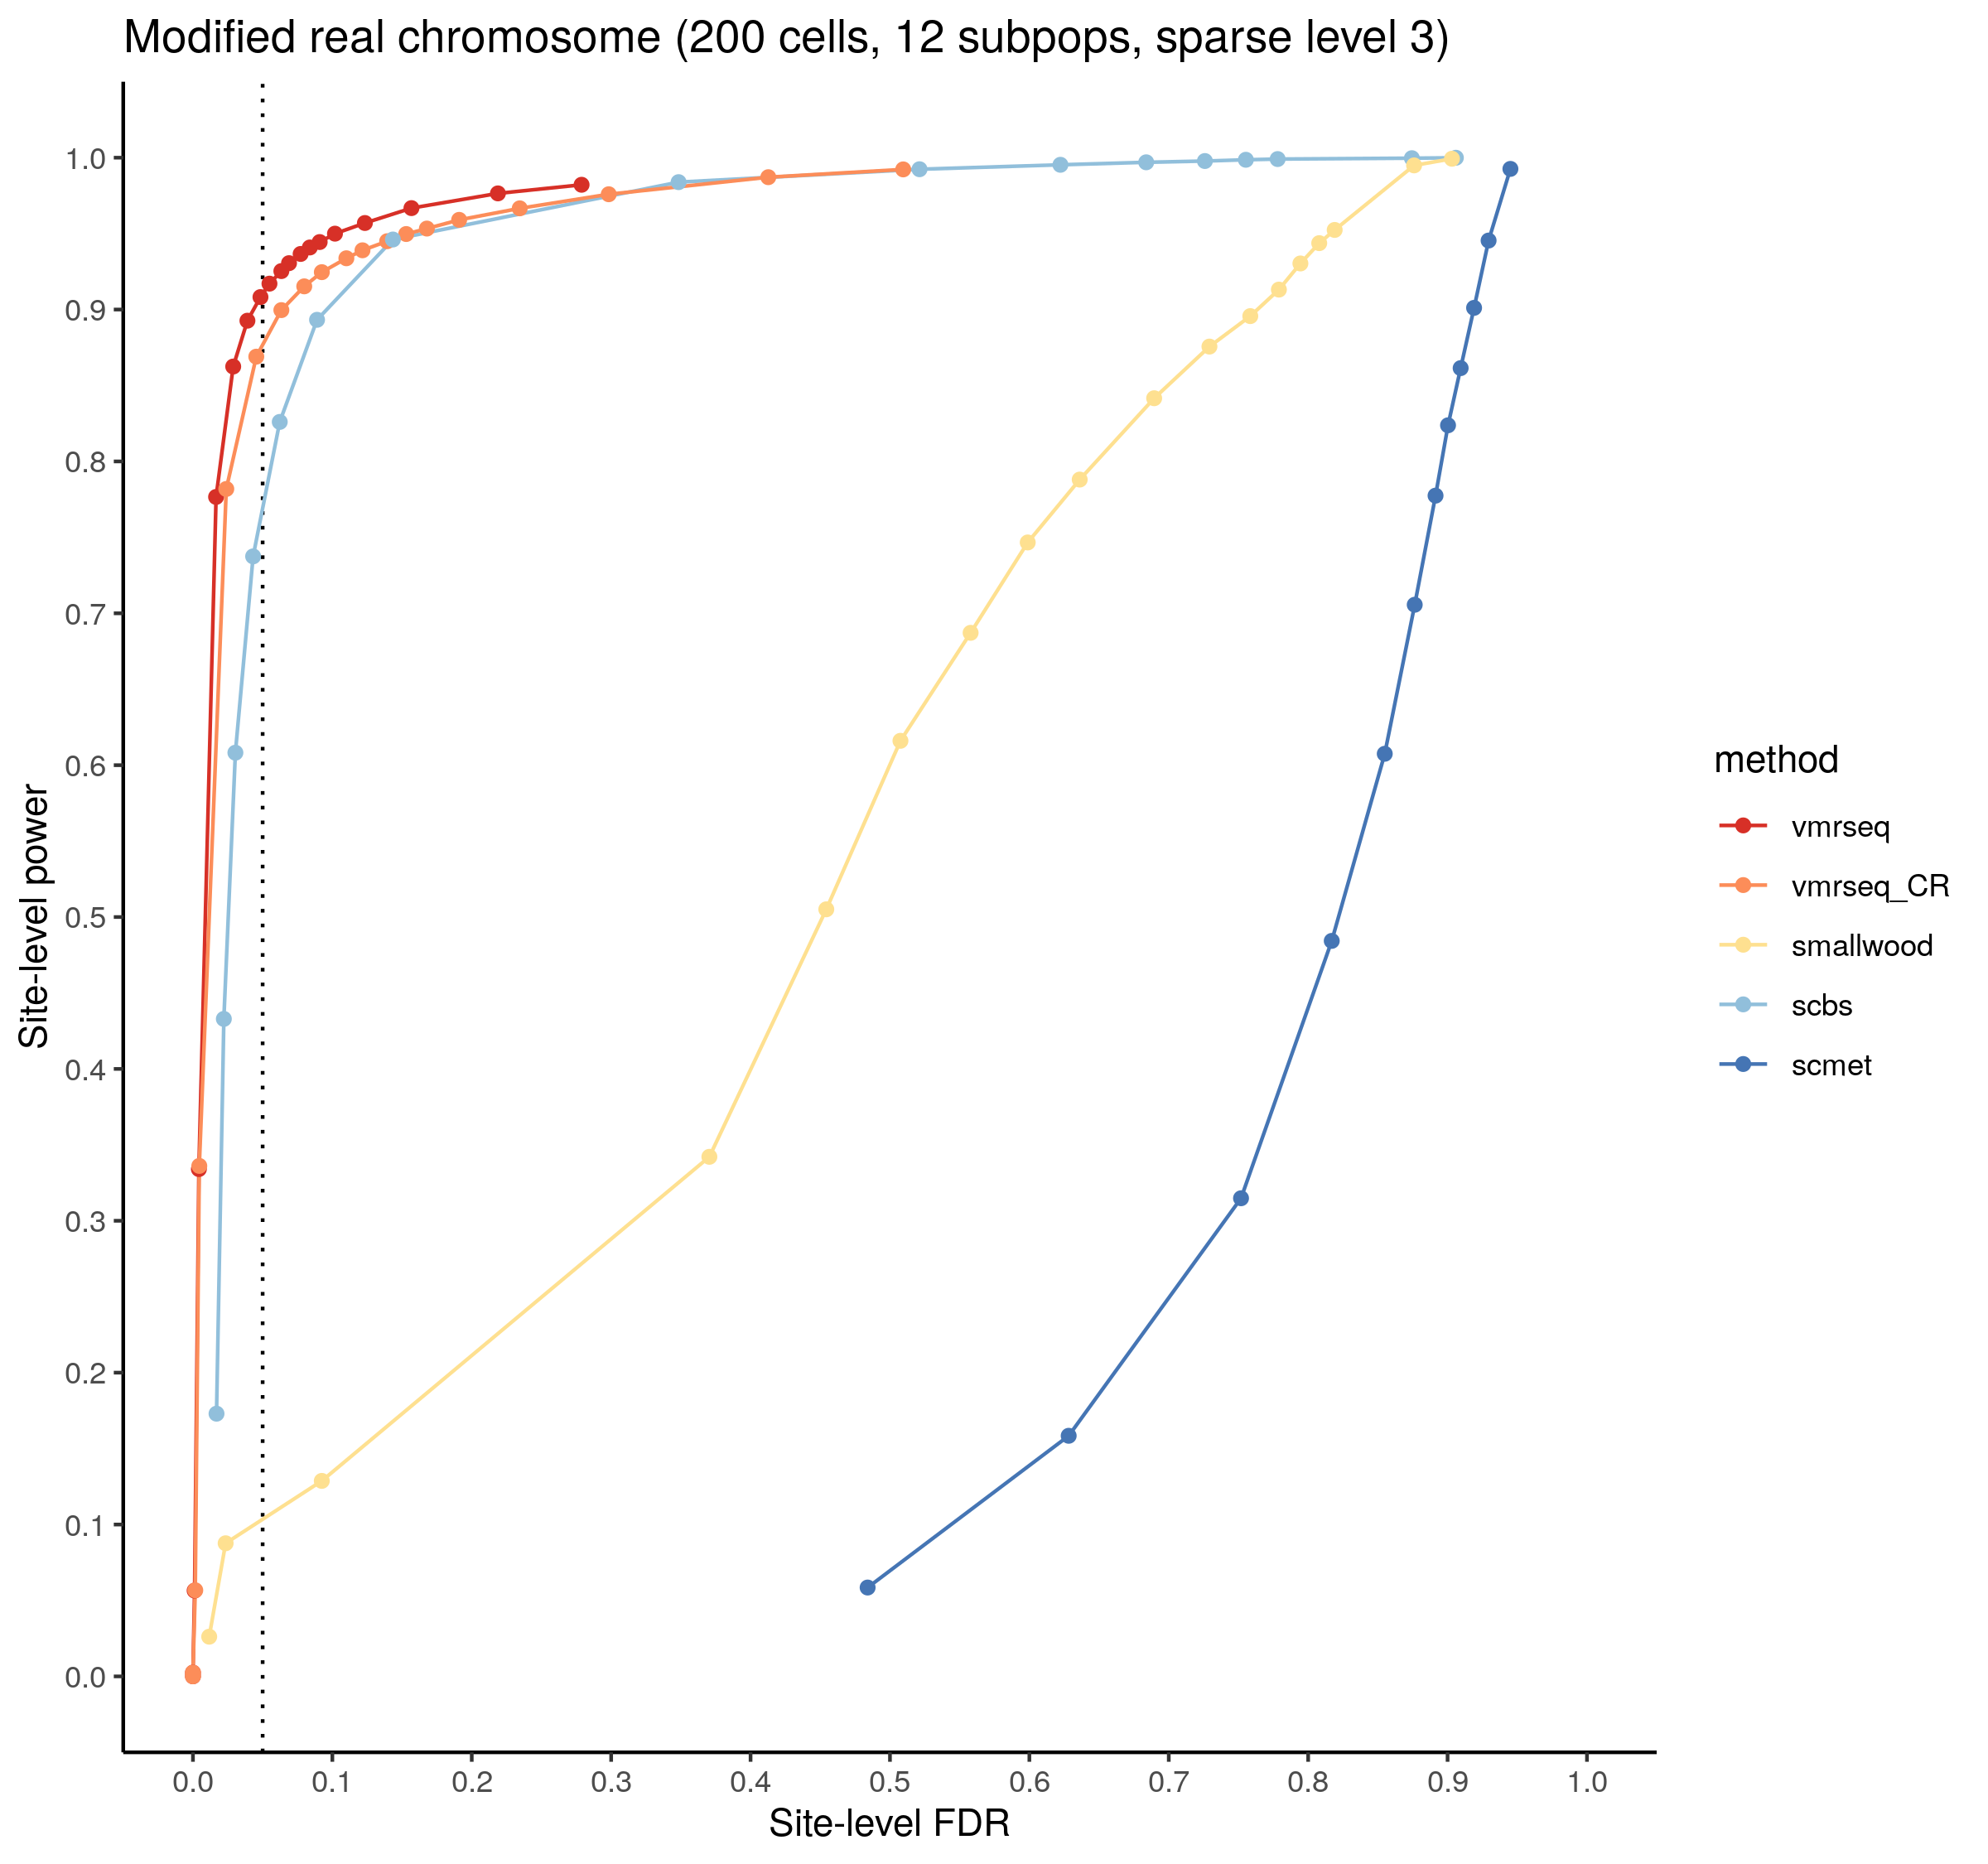 Modified real chromosome (200 cells, 12 subpops, sparse level 3)
Site-level power
1.0
0.9
0.8
0.7
0.6
0.5
0.4
0.3
0.2
0.1
0.0
0.0 0.1 0.2 0.3 0.4 0.5 0.6 0.7 0.8 0.9 1.0
Site-level FDR
method
vmrseq
vmrseq_CR
smallwood
scbs
scmet